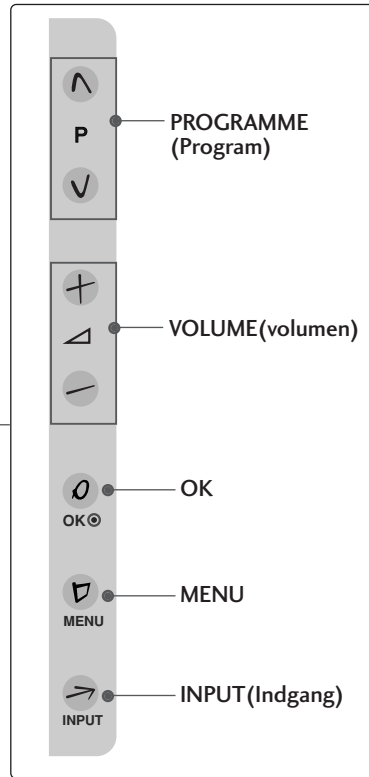 P
PROGRAMME
(Program)
VOLUME(volumen)
OK
OK
MENU
MENU
INPUT(Indgang)
INPUT